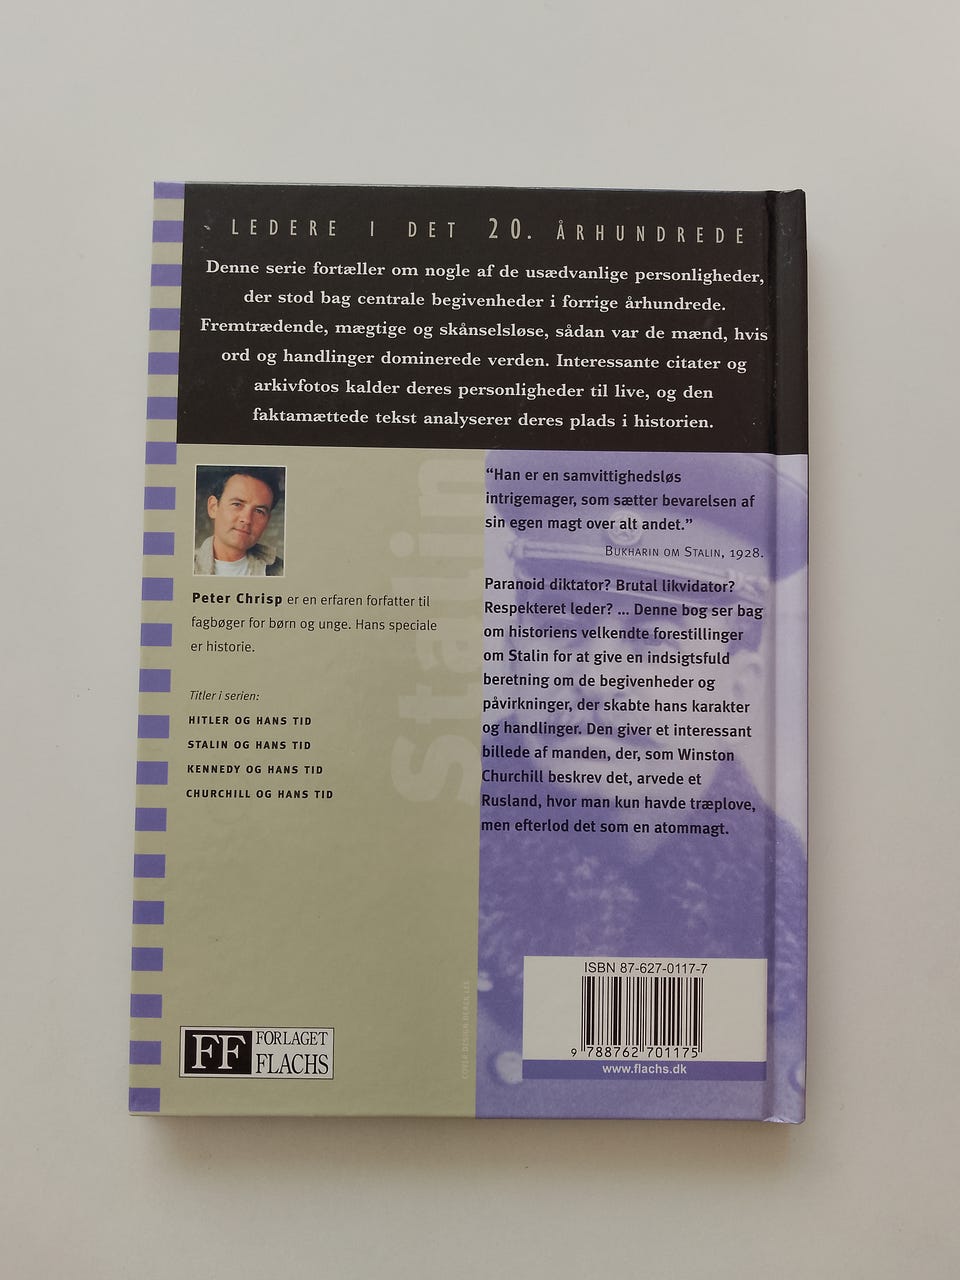 LEDERE I DET 20. ÅRHUNDREDE
Denne serie fortæller om nogle af de usædvanlige personligheder,
der stod bag centrale begivenheder i forrige århundrede.
Fremtrædende, mægtige og skånselsløse, sådan var de mænd, hvis
ord og handlinger dominerede verden. Interessante citater og
arkivfotos kalder deres personligheder til live, og den
faktamættede tekst analyserer deres plads i historien.
Peter Chrisp er en erfaren forfatter til
fagbøger for børn og unge. Hans speciale
er historie.
Titler i serien:
HITLER OG HANS TID
STALIN OG HANS TID
KENNEDY OG HANS TID
CHURCHILL OG HANS TID
FF FORLAGET
FLACHS
Stalin
COVER DESIGN DEREK LEE
“Han er en samvittighedsløs
intrigemager, som sætter bevarelsen af
sin egen magt over alt andet.”
BUKHARIN OM STALIN, 1928.
Paranoid diktator? Brutal likvidator?
Respekteret leder? ... Denne bog ser bag
om historiens velkendte forestillinger
om Stalin for at give en indsigtsfuld
beretning om de begivenheder og
påvirkninger, der skabte hans karakter
og handlinger. Den giver et interessant
billede af manden, der, som Winston
Churchill beskrev det, arvede et
Rusland, hvor man kun havde træplove,
men efterlod det som en atommagt.
ISBN 87-627-0117-7
9 788762 701175
www.flachs.dk